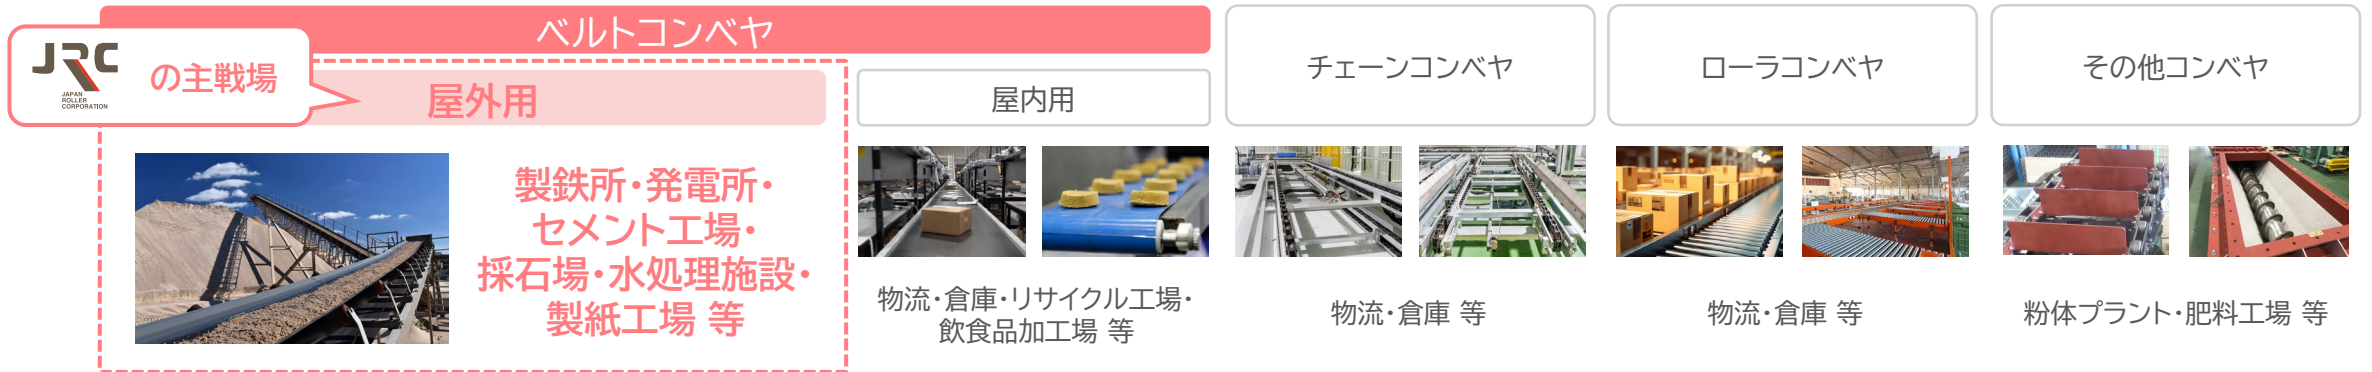 ベルトコンベヤ
JRC
JAPAN
ROLLER
CORPORATION
の主戦場
屋外用
製鉄所・発電所・
セメント工場・
採石場・水処理施設・
製紙工場 等
屋内用
物流・倉庫・リサイクル工場・
飲食品加工場 等
チェーンコンベヤ
物流・倉庫 等
ローラコンベヤ
物流・倉庫 等
その他コンベヤ
粉体プラント・肥料工場 等